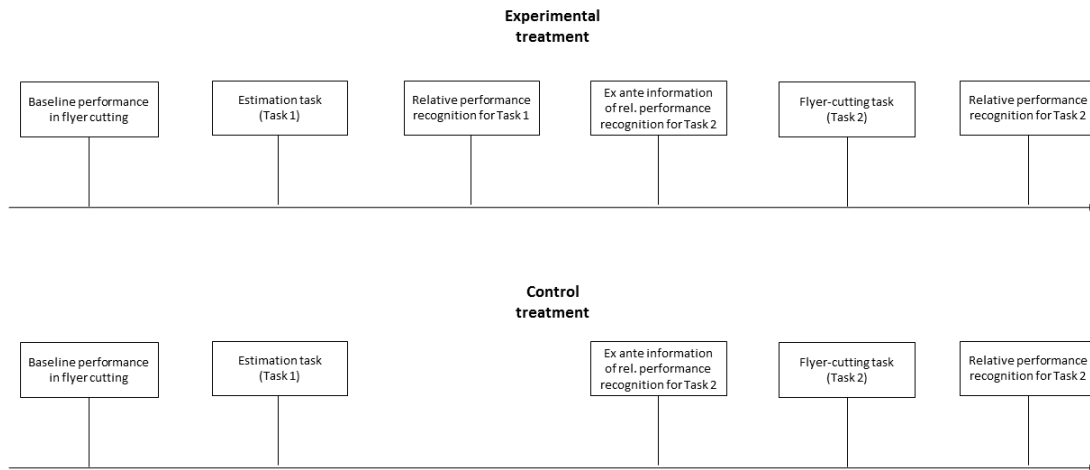 Experimental
treatment
Baseline performance
in flyer cutting
Estimation task
(Task 1)
Relative performance
recognition for Task 1
Ex ante information
of rel. performance
recognition for Task 2
Flyer-cutting task
(Task 2)
Relative performance
recognition for Task 2
Control
treatment
Baseline performance
in flyer cutting
Estimation task
(Task 1)
Ex ante information
of rel. performance
recognition for Task 2
Flyer-cutting task
(Task 2)
Relative performance
recognition for Task 2